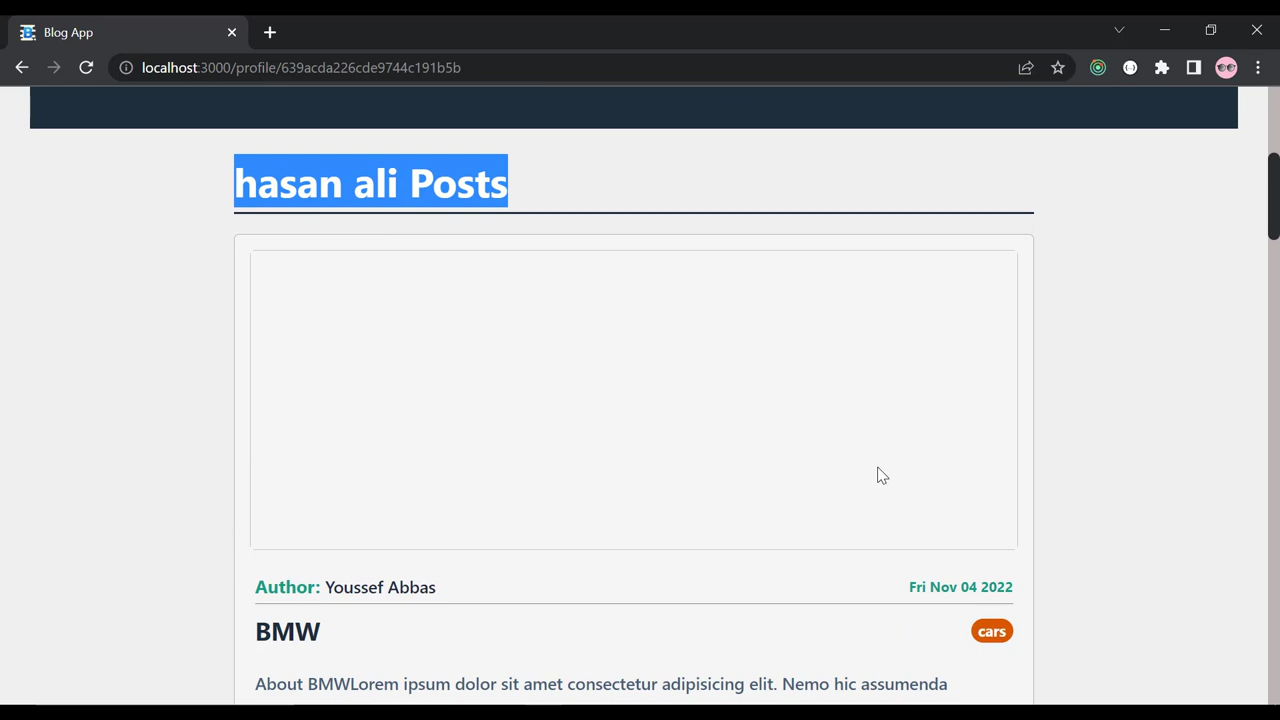 Blog App
localhost:3000/profile/639acda226cde9744c191b5b
hasan ali Posts
Author: Youssef Abbas
Fri Nov 04 2022
BMW
cars
About BMWLorem ipsum dolor sit amet consectetur adipisicing elit. Nemo hic assumenda